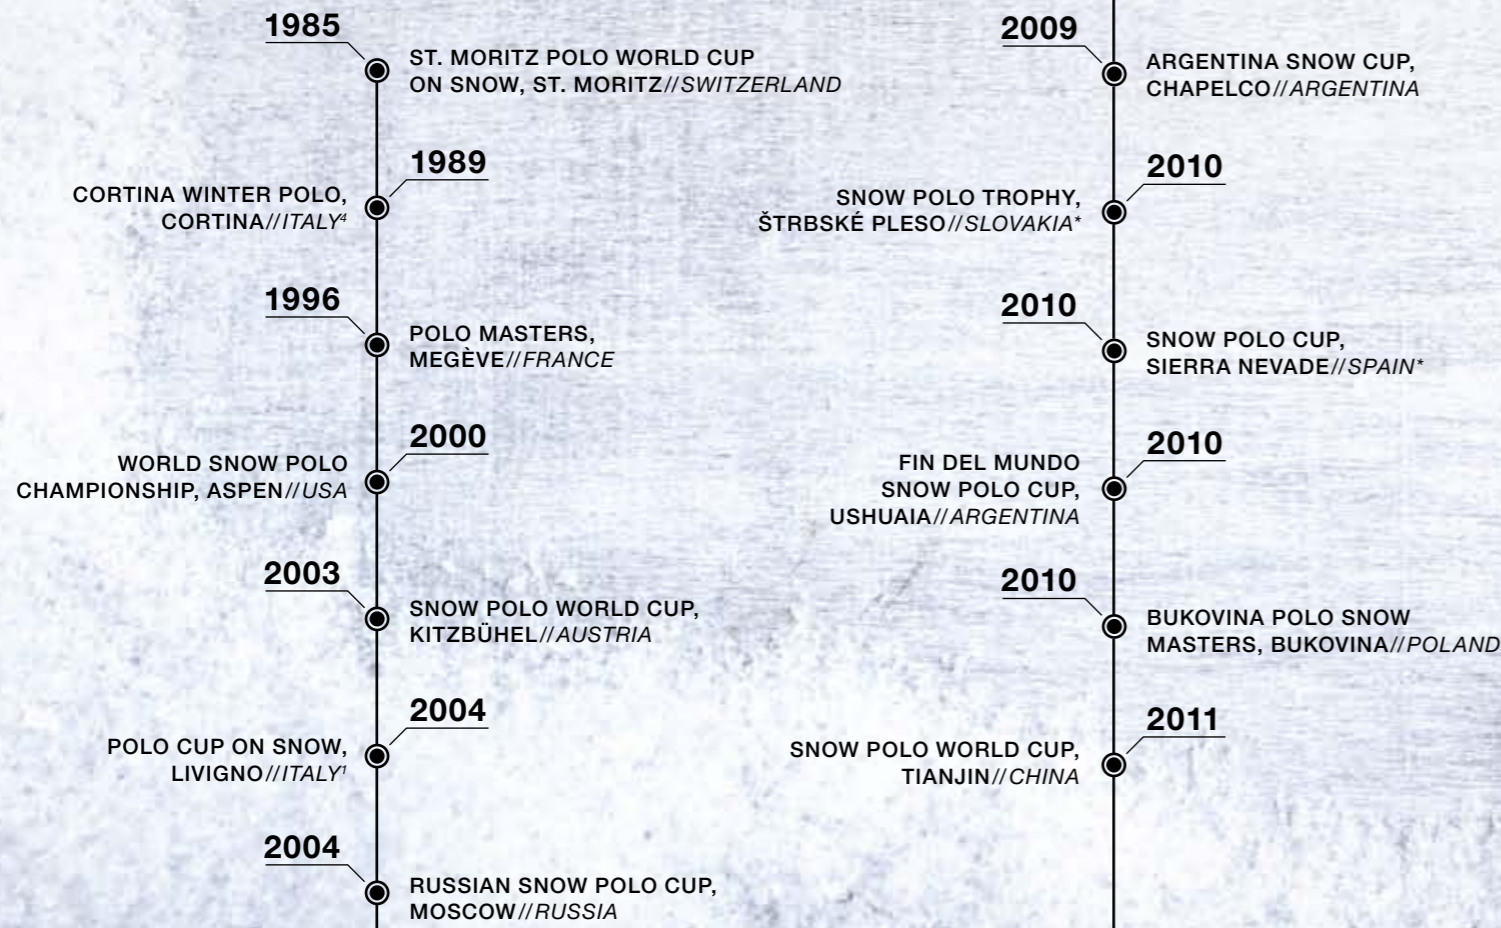 1985
ST. MORITZ POLO WORLD CUP
ON SNOW, ST. MORITZ//SWITZERLAND
1989
CORTINA WINTER POLO,
CORTINA//ITALY⁴
1996
POLO MASTERS,
MEGÈVE//FRANCE
2000
WORLD SNOW POLO
CHAMPIONSHIP, ASPEN//USA
2003
SNOW POLO WORLD CUP,
KITZBÜHEL//AUSTRIA
2004
POLO CUP ON SNOW,
LIVIGNO//ITALY¹
2004
RUSSIAN SNOW POLO CUP,
MOSCOW//RUSSIA
2009
ARGENTINA SNOW CUP,
CHAPELCO//ARGENTINA
2010
SNOW POLO TROPHY,
ŠTRBSKÉ PLESO//SLOVAKIA*
2010
SNOW POLO CUP,
SIERRA NEVADE//SPAIN*
2010
FIN DEL MUNDO
SNOW POLO CUP,
USHUAIA//ARGENTINA
2010
BUKOVINA POLO SNOW
MASTERS, BUKOVINA//POLAND
2011
SNOW POLO WORLD CUP,
TIANJIN//CHINA